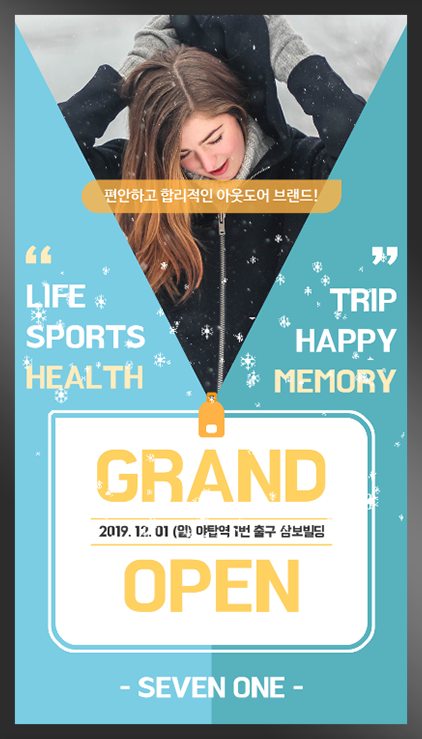 편안하고 합리적인 아웃도어 브랜드!
“ ”
LIFE
SPORTS
HEALTH
TRIP
HAPPY
MEMORY
GRAND
2019. 12. 01 (일) 야탑역 1번 출구 삼보빌딩
OPEN
- SEVEN ONE -